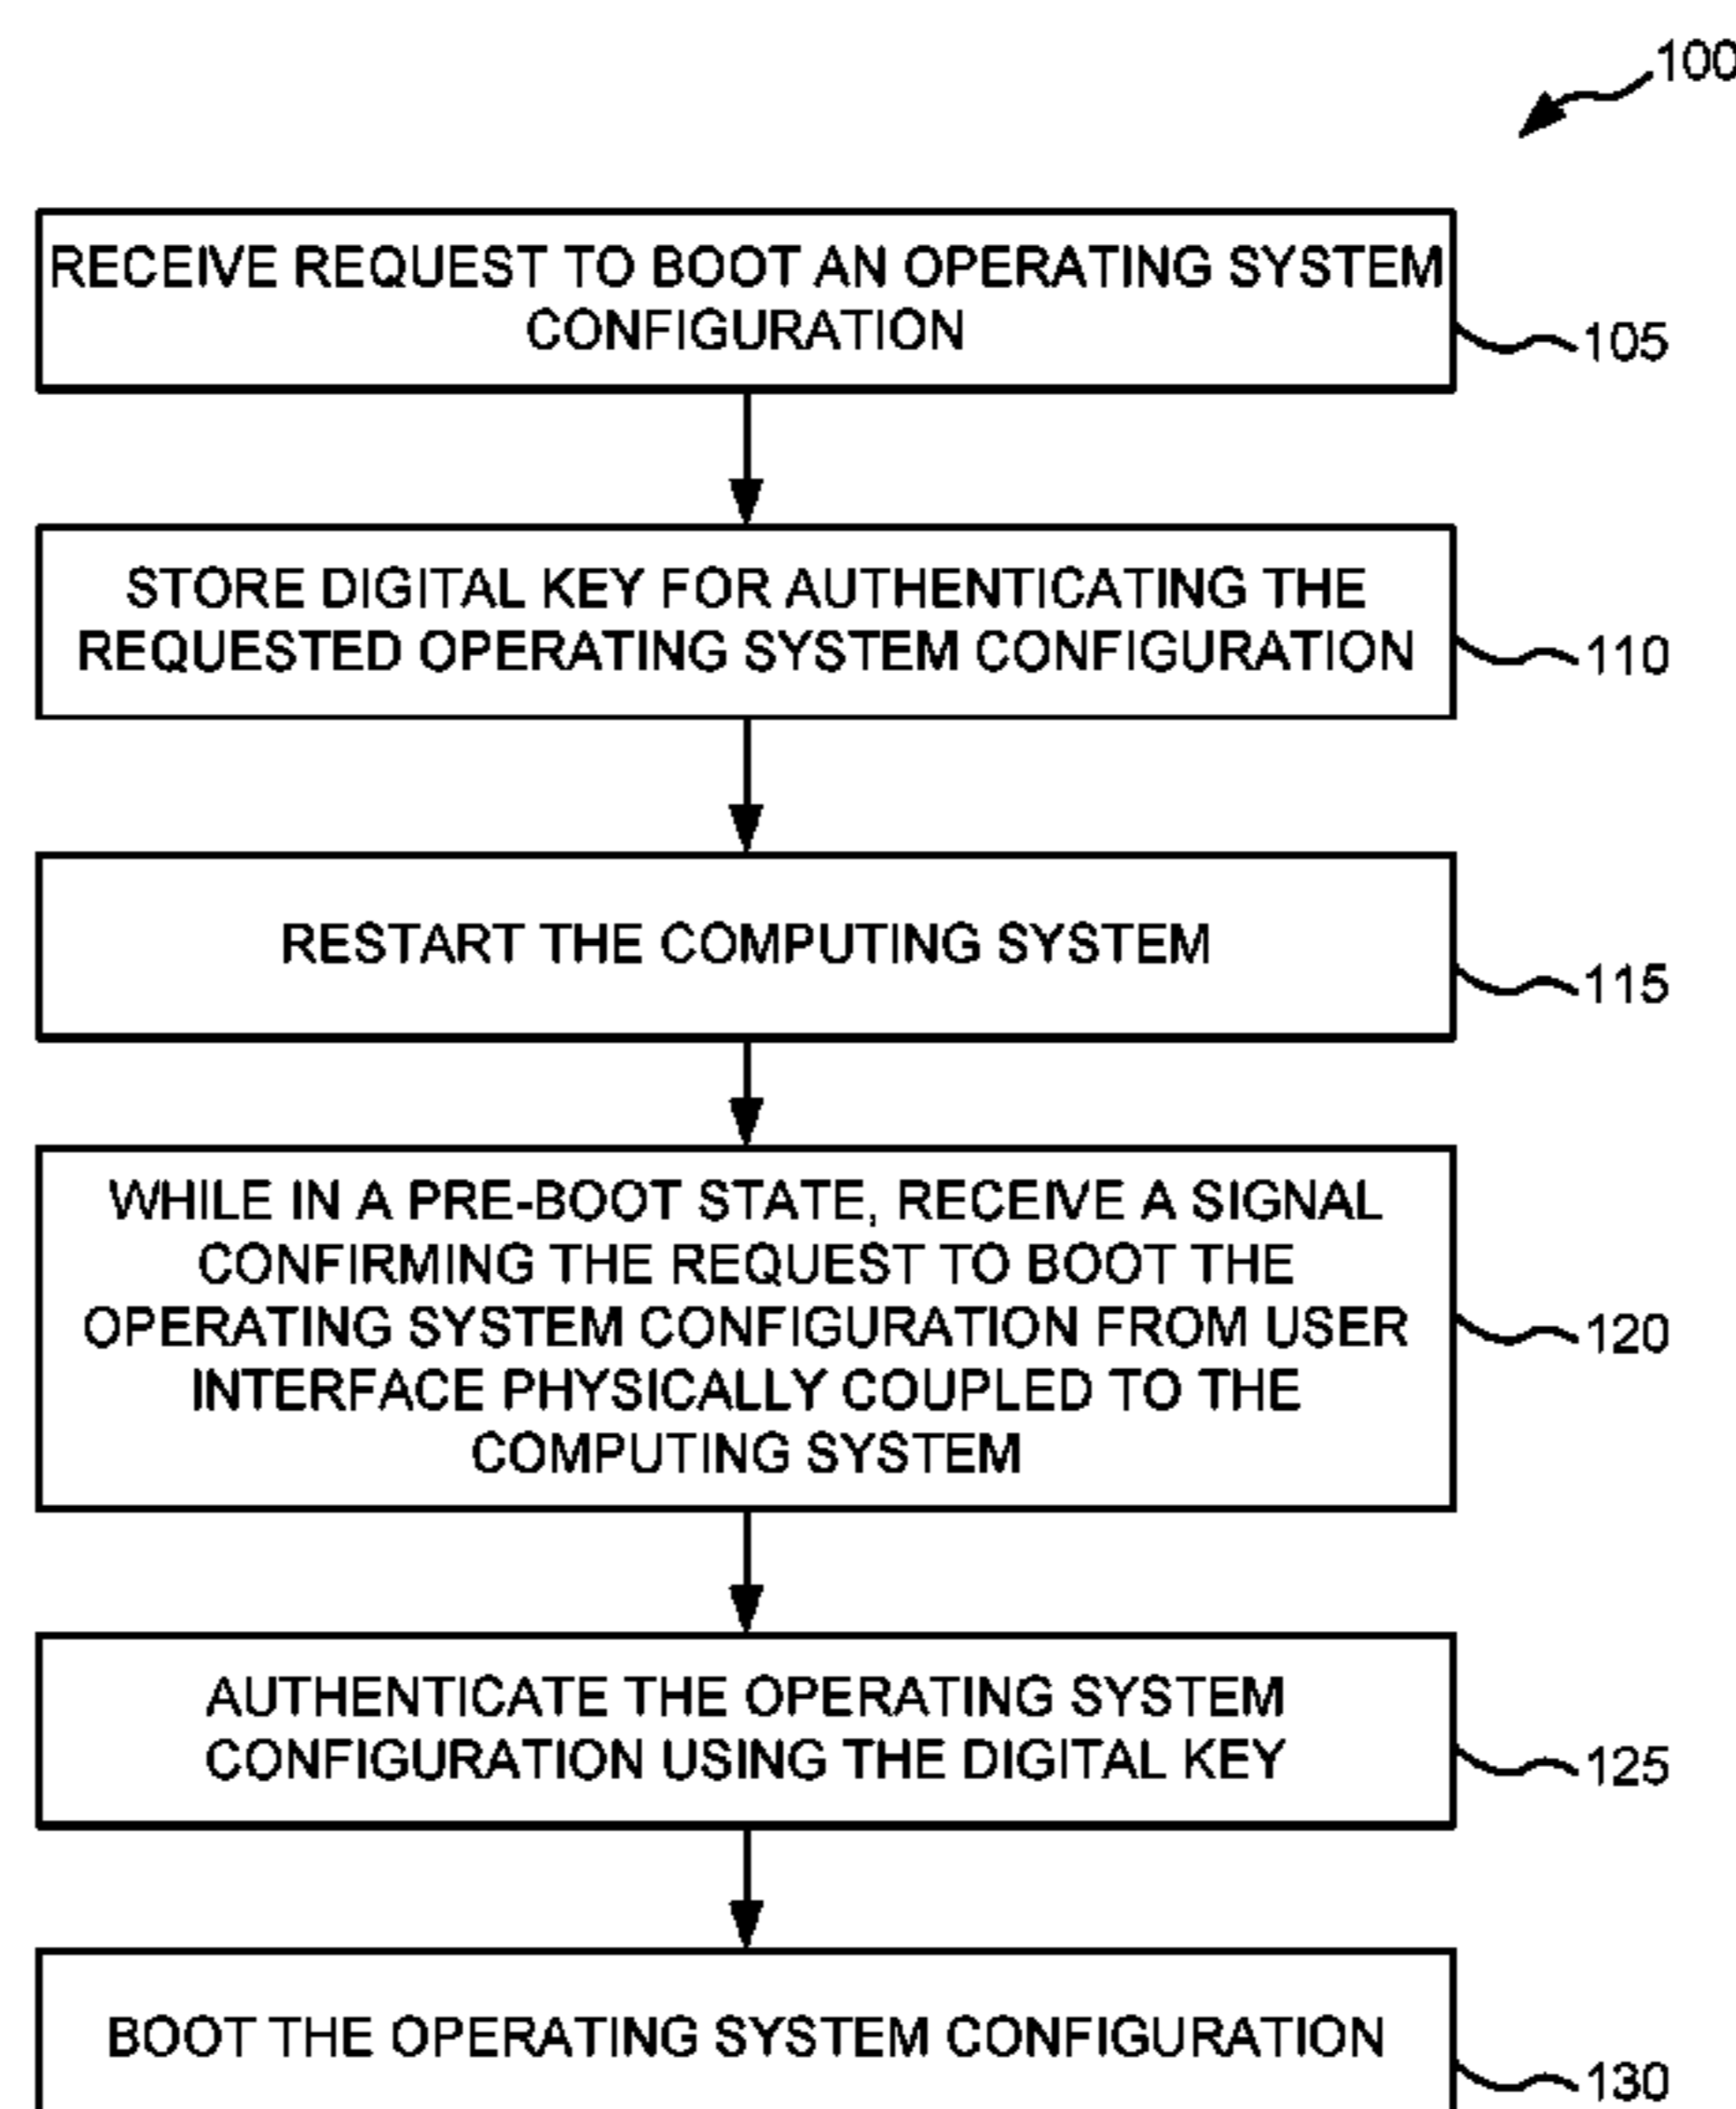 100
RECEIVE REQUEST TO BOOT AN OPERATING SYSTEM
CONFIGURATION
105
STORE DIGITAL KEY FOR AUTHENTICATING THE
REQUESTED OPERATING SYSTEM CONFIGURATION
110
RESTART THE COMPUTING SYSTEM
115
WHILE IN A PRE-BOOT STATE, RECEIVE A SIGNAL
CONFIRMING THE REQUEST TO BOOT THE
OPERATING SYSTEM CONFIGURATION FROM USER
INTERFACE PHYSICALLY COUPLED TO THE
COMPUTING SYSTEM
120
AUTHENTICATE THE OPERATING SYSTEM
CONFIGURATION USING THE DIGITAL KEY
125
BOOT THE OPERATING SYSTEM CONFIGURATION
130